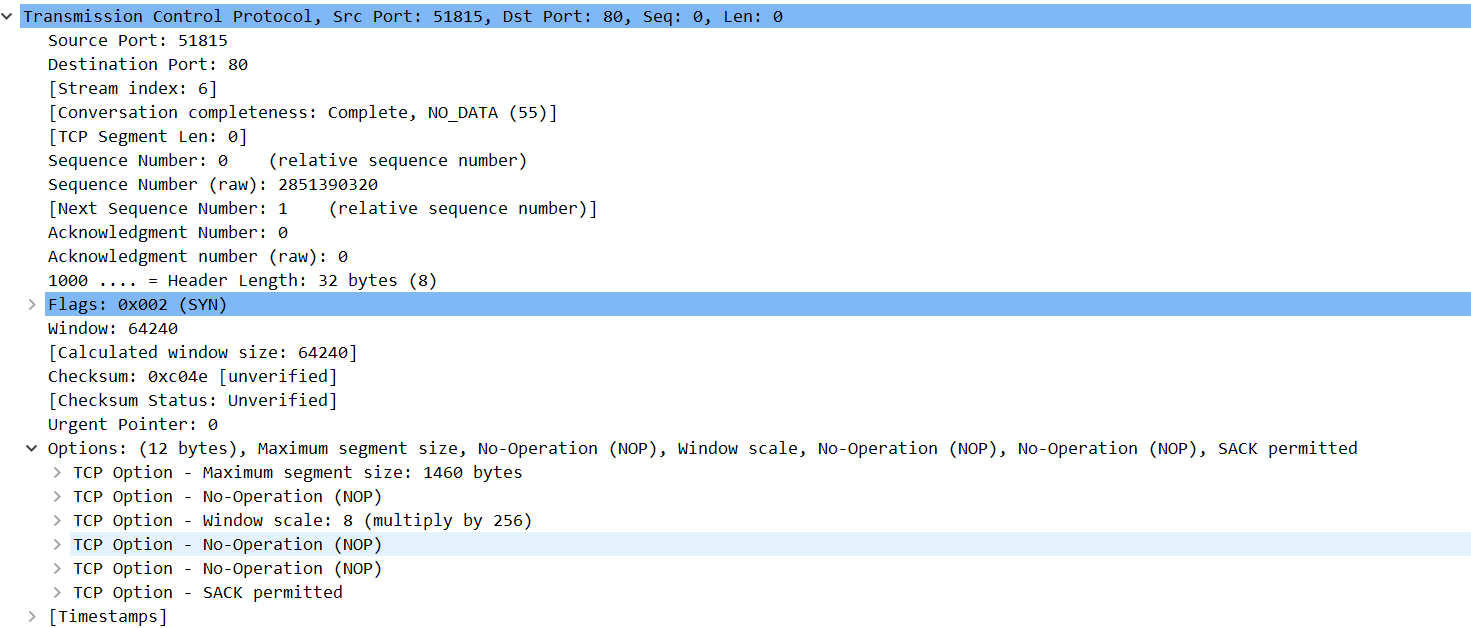 Transmission Control Protocol, Src Port: 51815, Dst Port: 80, Seq: 0, Len: 0
Source Port: 51815
Destination Port: 80
[Stream index: 6]
[Conversation completeness: Complete, NO_DATA (55)]
[TCP Segment Len: 0]
Sequence Number: 0    (relative sequence number)
Sequence Number (raw): 2851390320
[Next Sequence Number: 1    (relative sequence number)]
Acknowledgment Number: 0
Acknowledgment number (raw): 0
1000 .... = Header Length: 32 bytes (8)
Flags: 0x002 (SYN)
Window: 64240
[Calculated window size: 64240]
Checksum: 0xc04e [unverified]
[Checksum Status: Unverified]
Urgent Pointer: 0
Options: (12 bytes), Maximum segment size, No-Operation (NOP), Window scale, No-Operation (NOP), No-Operation (NOP), SACK permitted
TCP Option - Maximum segment size: 1460 bytes
TCP Option - No-Operation (NOP)
TCP Option - Window scale: 8 (multiply by 256)
TCP Option - No-Operation (NOP)
TCP Option - No-Operation (NOP)
TCP Option - SACK permitted
[Timestamps]